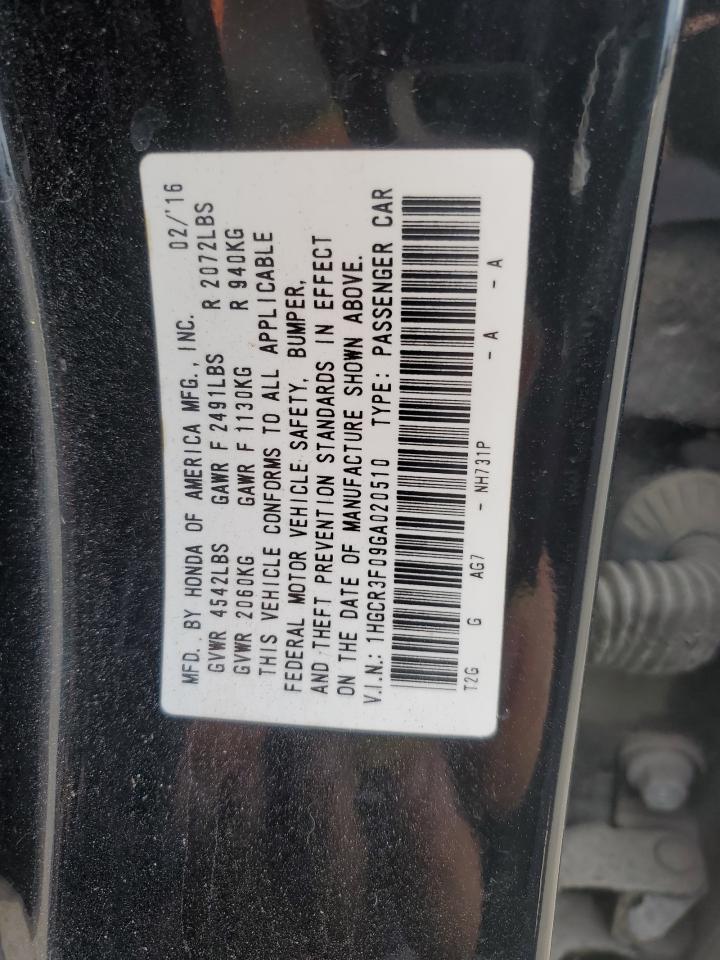 MFD. BY HONDA OF AMERICA MFG., INC. 02/'16
GVWR 4542LBS GAWR F 2491LBS R 2072LBS
GVWR 2060KG GAWR F 1130KG R 940KG
THIS VEHICLE CONFORMS TO ALL APPLICABLE
FEDERAL MOTOR VEHICLE SAFETY, BUMPER,
AND THEFT PREVENTION STANDARDS IN EFFECT
ON THE DATE OF MANUFACTURE SHOWN ABOVE.
V.I.N.: 1HGCR3F09GA020510 TYPE: PASSENGER CAR
T2G G AG7 - NH731P - A - A